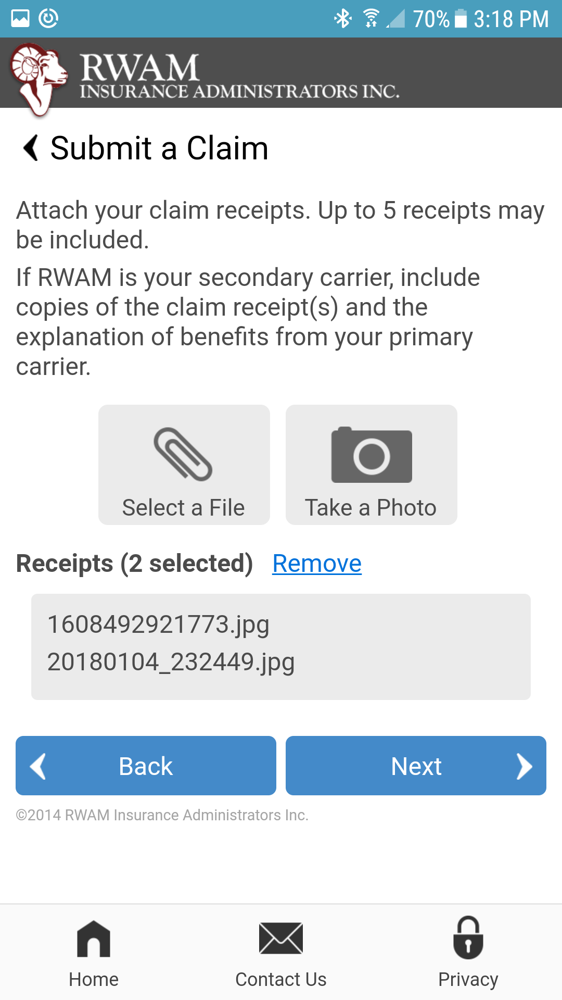 70% 3:18 PM
RWAM
INSURANCE ADMINISTRATORS INC.
Submit a Claim
Attach your claim receipts. Up to 5 receipts may
be included.
If RWAM is your secondary carrier, include
copies of the claim receipt(s) and the
explanation of benefits from your primary
carrier.
Select a File
Take a Photo
Receipts (2 selected) Remove
1608492921773.jpg
20180104_232449.jpg
Back
Next
©2014 RWAM Insurance Administrators Inc.
Home
Contact Us
Privacy